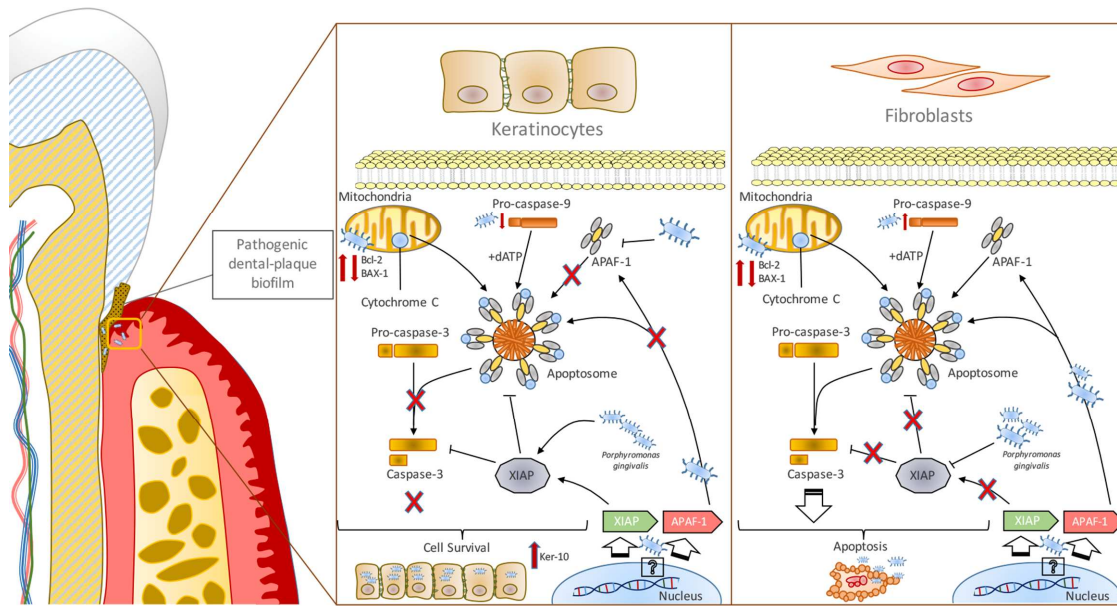 Pathogenic
dental-plaque
biofilm
Keratinocytes
Mitochondria
Pro-caspase-9
Bcl-2
BAX-1
+dATP
APAF-1
Cytochrome C
Pro-caspase-3
Apoptosome
Caspase-3
XIAP
Porphyromonas
gingivalis
XIAP
APAF-1
Cell Survival
Ker-10
?
Nucleus
Fibroblasts
Mitochondria
Pro-caspase-9
Bcl-2
BAX-1
+dATP
APAF-1
Cytochrome C
Pro-caspase-3
Apoptosome
Caspase-3
XIAP
Porphyromonas
gingivalis
XIAP
APAF-1
Apoptosis
?
Nucleus